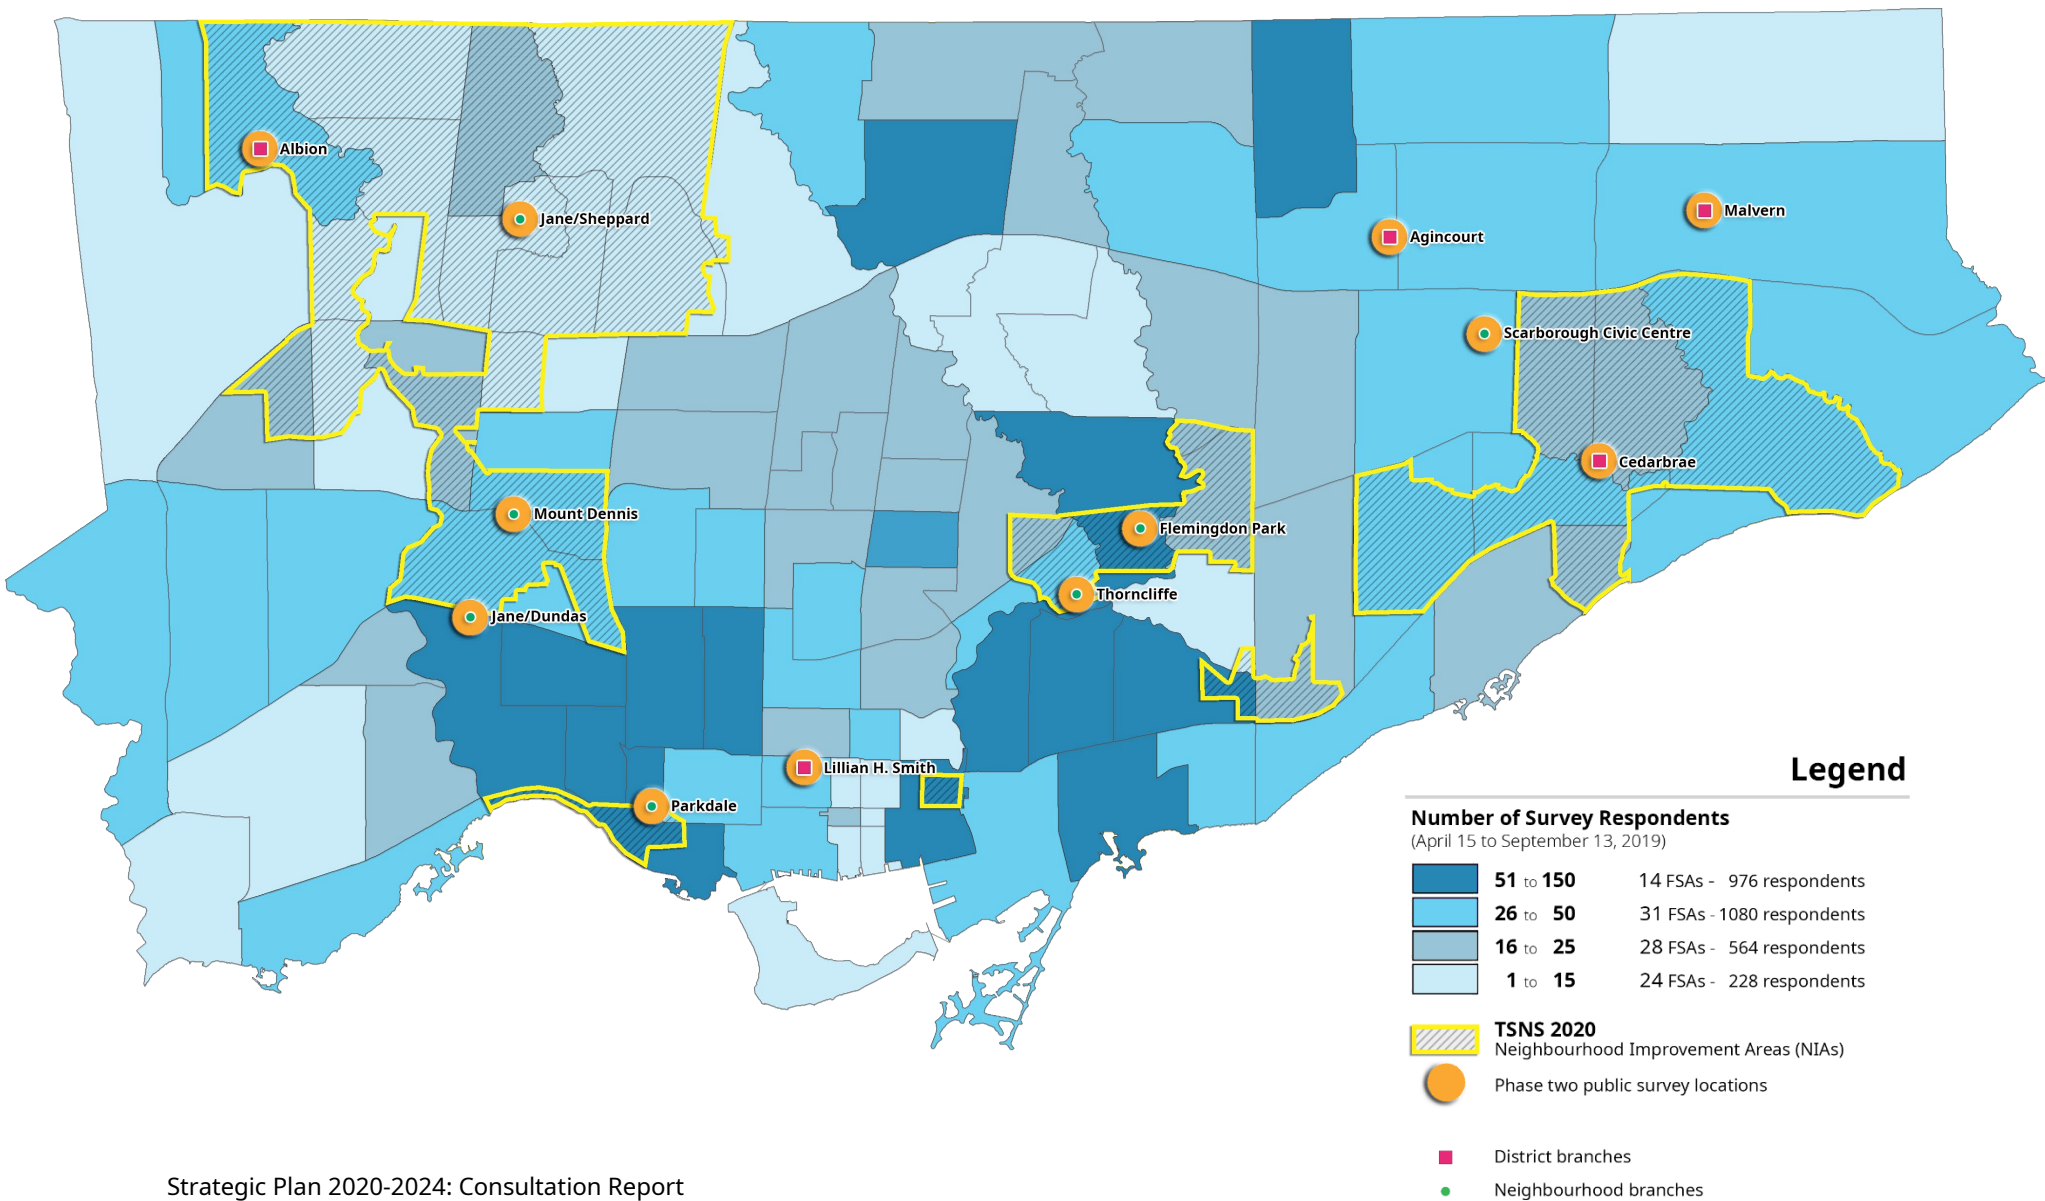 Albion
Jane/Sheppard
Malvern
Agincourt
Scarborough Civic Centre
Cedarbrae
Mount Dennis
Flemingdon Park
Thorncliffe
Jane/Dundas
Lillian H. Smith
Parkdale
Legend
Number of Survey Respondents
(April 15 to September 13, 2019)
51 to 150 14 FSAs - 976 respondents
26 to 50 31 FSAs - 1080 respondents
16 to 25 28 FSAs - 564 respondents
1 to 15 24 FSAs - 228 respondents
TSNS 2020
Neighbourhood Improvement Areas (NIAs)
Phase two public survey locations
District branches
Neighbourhood branches
Strategic Plan 2020-2024: Consultation Report